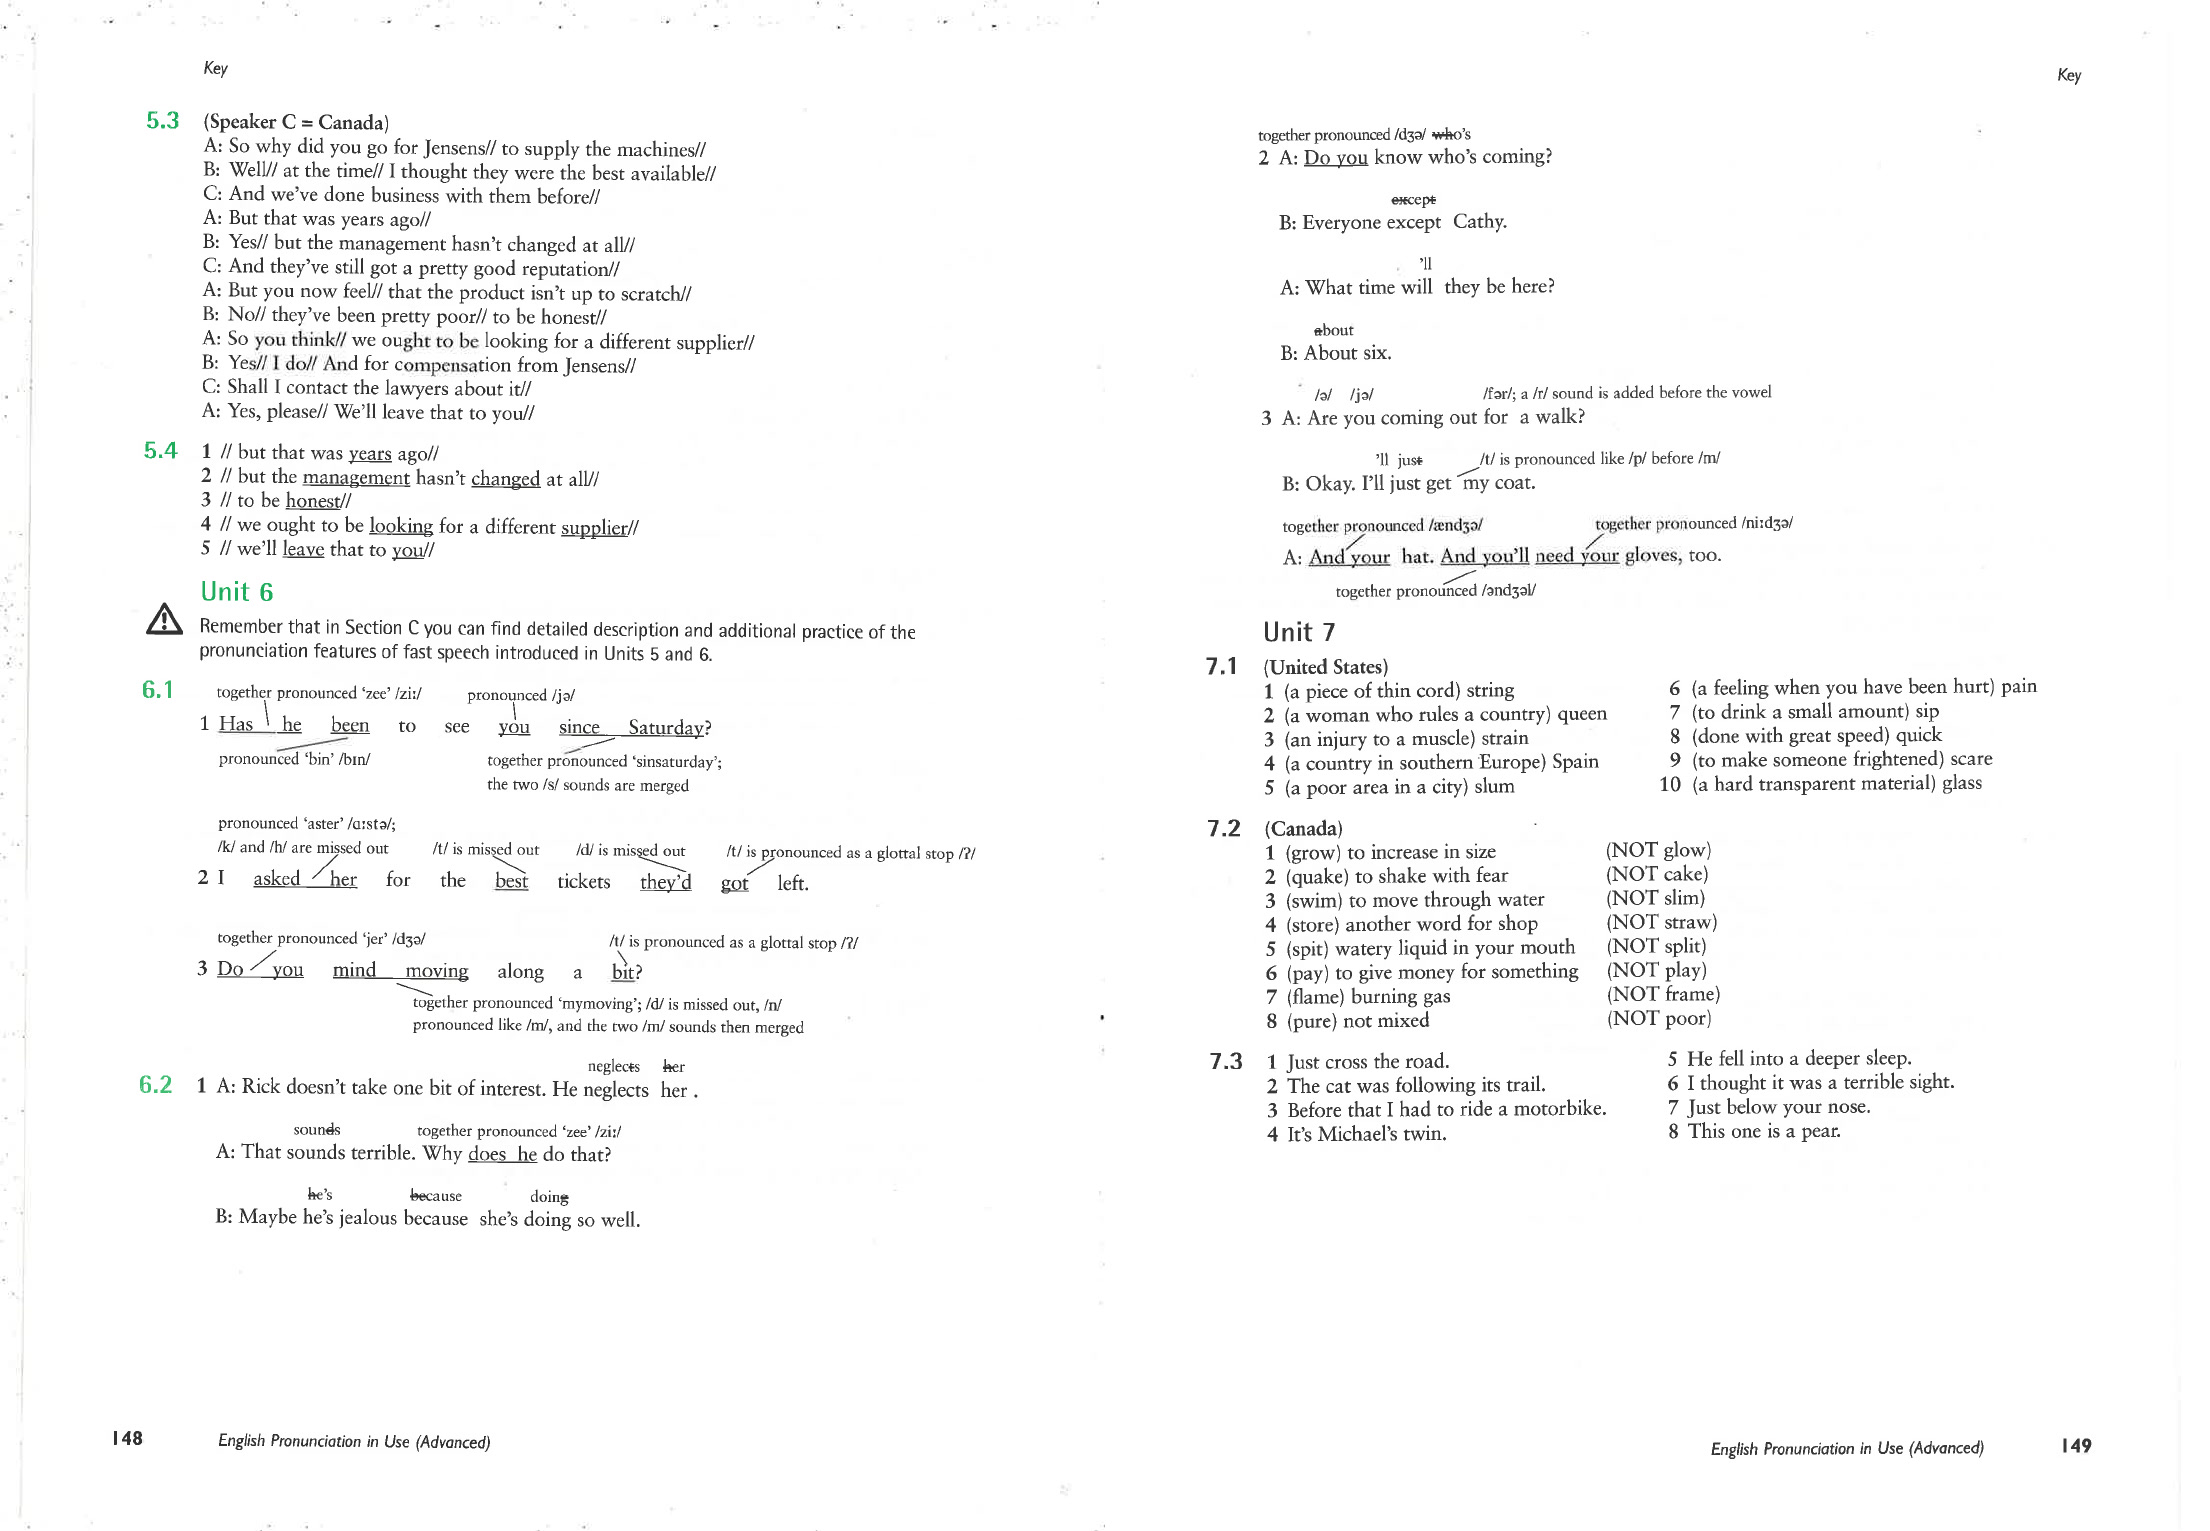 Key
5.3 (Speaker C = Canada)
A: So why did you go for Jensens// to supply the machines//
B: Well// at the time// I thought they were the best available//
C: And we've done business with them before//
A: But that was years ago//
B: Yes// but the management hasn't changed at all//
C: And they've still got a pretty good reputation//
A: But you now feel// that the product isn't up to scratch//
B: No// they've been pretty poor// to be honest//
A: So you think// we ought to be looking for a different supplier//
B: Yes// I do// And for compensation from Jensens//
C: Shall I contact the lawyers about it//
A: Yes, please// We'll leave that to you//
5.4 1 // but that was years ago//
2 // but the management hasn't changed at all//
3 // to be honest//
4 // we ought to be looking for a different supplier//
5 // we'll leave that to you//
Unit 6
Remember that in Section C you can find detailed description and additional practice of the
pronunciation features of fast speech introduced in Units 5 and 6.
6.1 together pronounced 'zee' /ziː/ pronounced /jə/
1 Has he been to see you since Saturday?
pronounced 'bin' /bɪn/ together pronounced 'sinsaturday';
the two /s/ sounds are merged
pronounced 'aster' /ɑːstə/;
/k/ and /h/ are missed out /t/ is missed out /d/ is missed out /t/ is pronounced as a glottal stop /ʔ/
2 I asked her for the best tickets they'd got left.
together pronounced 'jer' /dʒə/ /t/ is pronounced as a glottal stop /ʔ/
3 Do you mind moving along a bit?
together pronounced 'mymoving'; /d/ is missed out, /n/
pronounced like /m/, and the two /m/ sounds then merged
neglects her
6.2 1 A: Rick doesn't take one bit of interest. He neglects her .
sounds together pronounced 'zee' /ziː/
A: That sounds terrible. Why does he do that?
he's because doing
B: Maybe he's jealous because she's doing so well.
148 English Pronunciation in Use (Advanced)
Key
together pronounced /dʒə/ who's
2 A: Do you know who's coming?
except
B: Everyone except Cathy.
'll
A: What time will they be here?
about
B: About six.
/ə/ /jə/ /fər/; a /r/ sound is added before the vowel
3 A: Are you coming out for a walk?
'll just /t/ is pronounced like /p/ before /m/
B: Okay. I'll just get my coat.
together pronounced /ændʒə/ together pronounced /niːdʒə/
A: And your hat. And you'll need your gloves, too.
together pronounced /əndʒəl/
Unit 7
7.1 (United States)
1 (a piece of thin cord) string
2 (a woman who rules a country) queen
3 (an injury to a muscle) strain
4 (a country in southern Europe) Spain
5 (a poor area in a city) slum
6 (a feeling when you have been hurt) pain
7 (to drink a small amount) sip
8 (done with great speed) quick
9 (to make someone frightened) scare
10 (a hard transparent material) glass
7.2 (Canada)
1 (grow) to increase in size (NOT glow)
2 (quake) to shake with fear (NOT cake)
3 (swim) to move through water (NOT slim)
4 (store) another word for shop (NOT straw)
5 (spit) watery liquid in your mouth (NOT split)
6 (pay) to give money for something (NOT play)
7 (flame) burning gas (NOT frame)
8 (pure) not mixed (NOT poor)
7.3 1 Just cross the road.
2 The cat was following its trail.
3 Before that I had to ride a motorbike.
4 It's Michael's twin.
5 He fell into a deeper sleep.
6 I thought it was a terrible sight.
7 Just below your nose.
8 This one is a pear.
English Pronunciation in Use (Advanced) 149